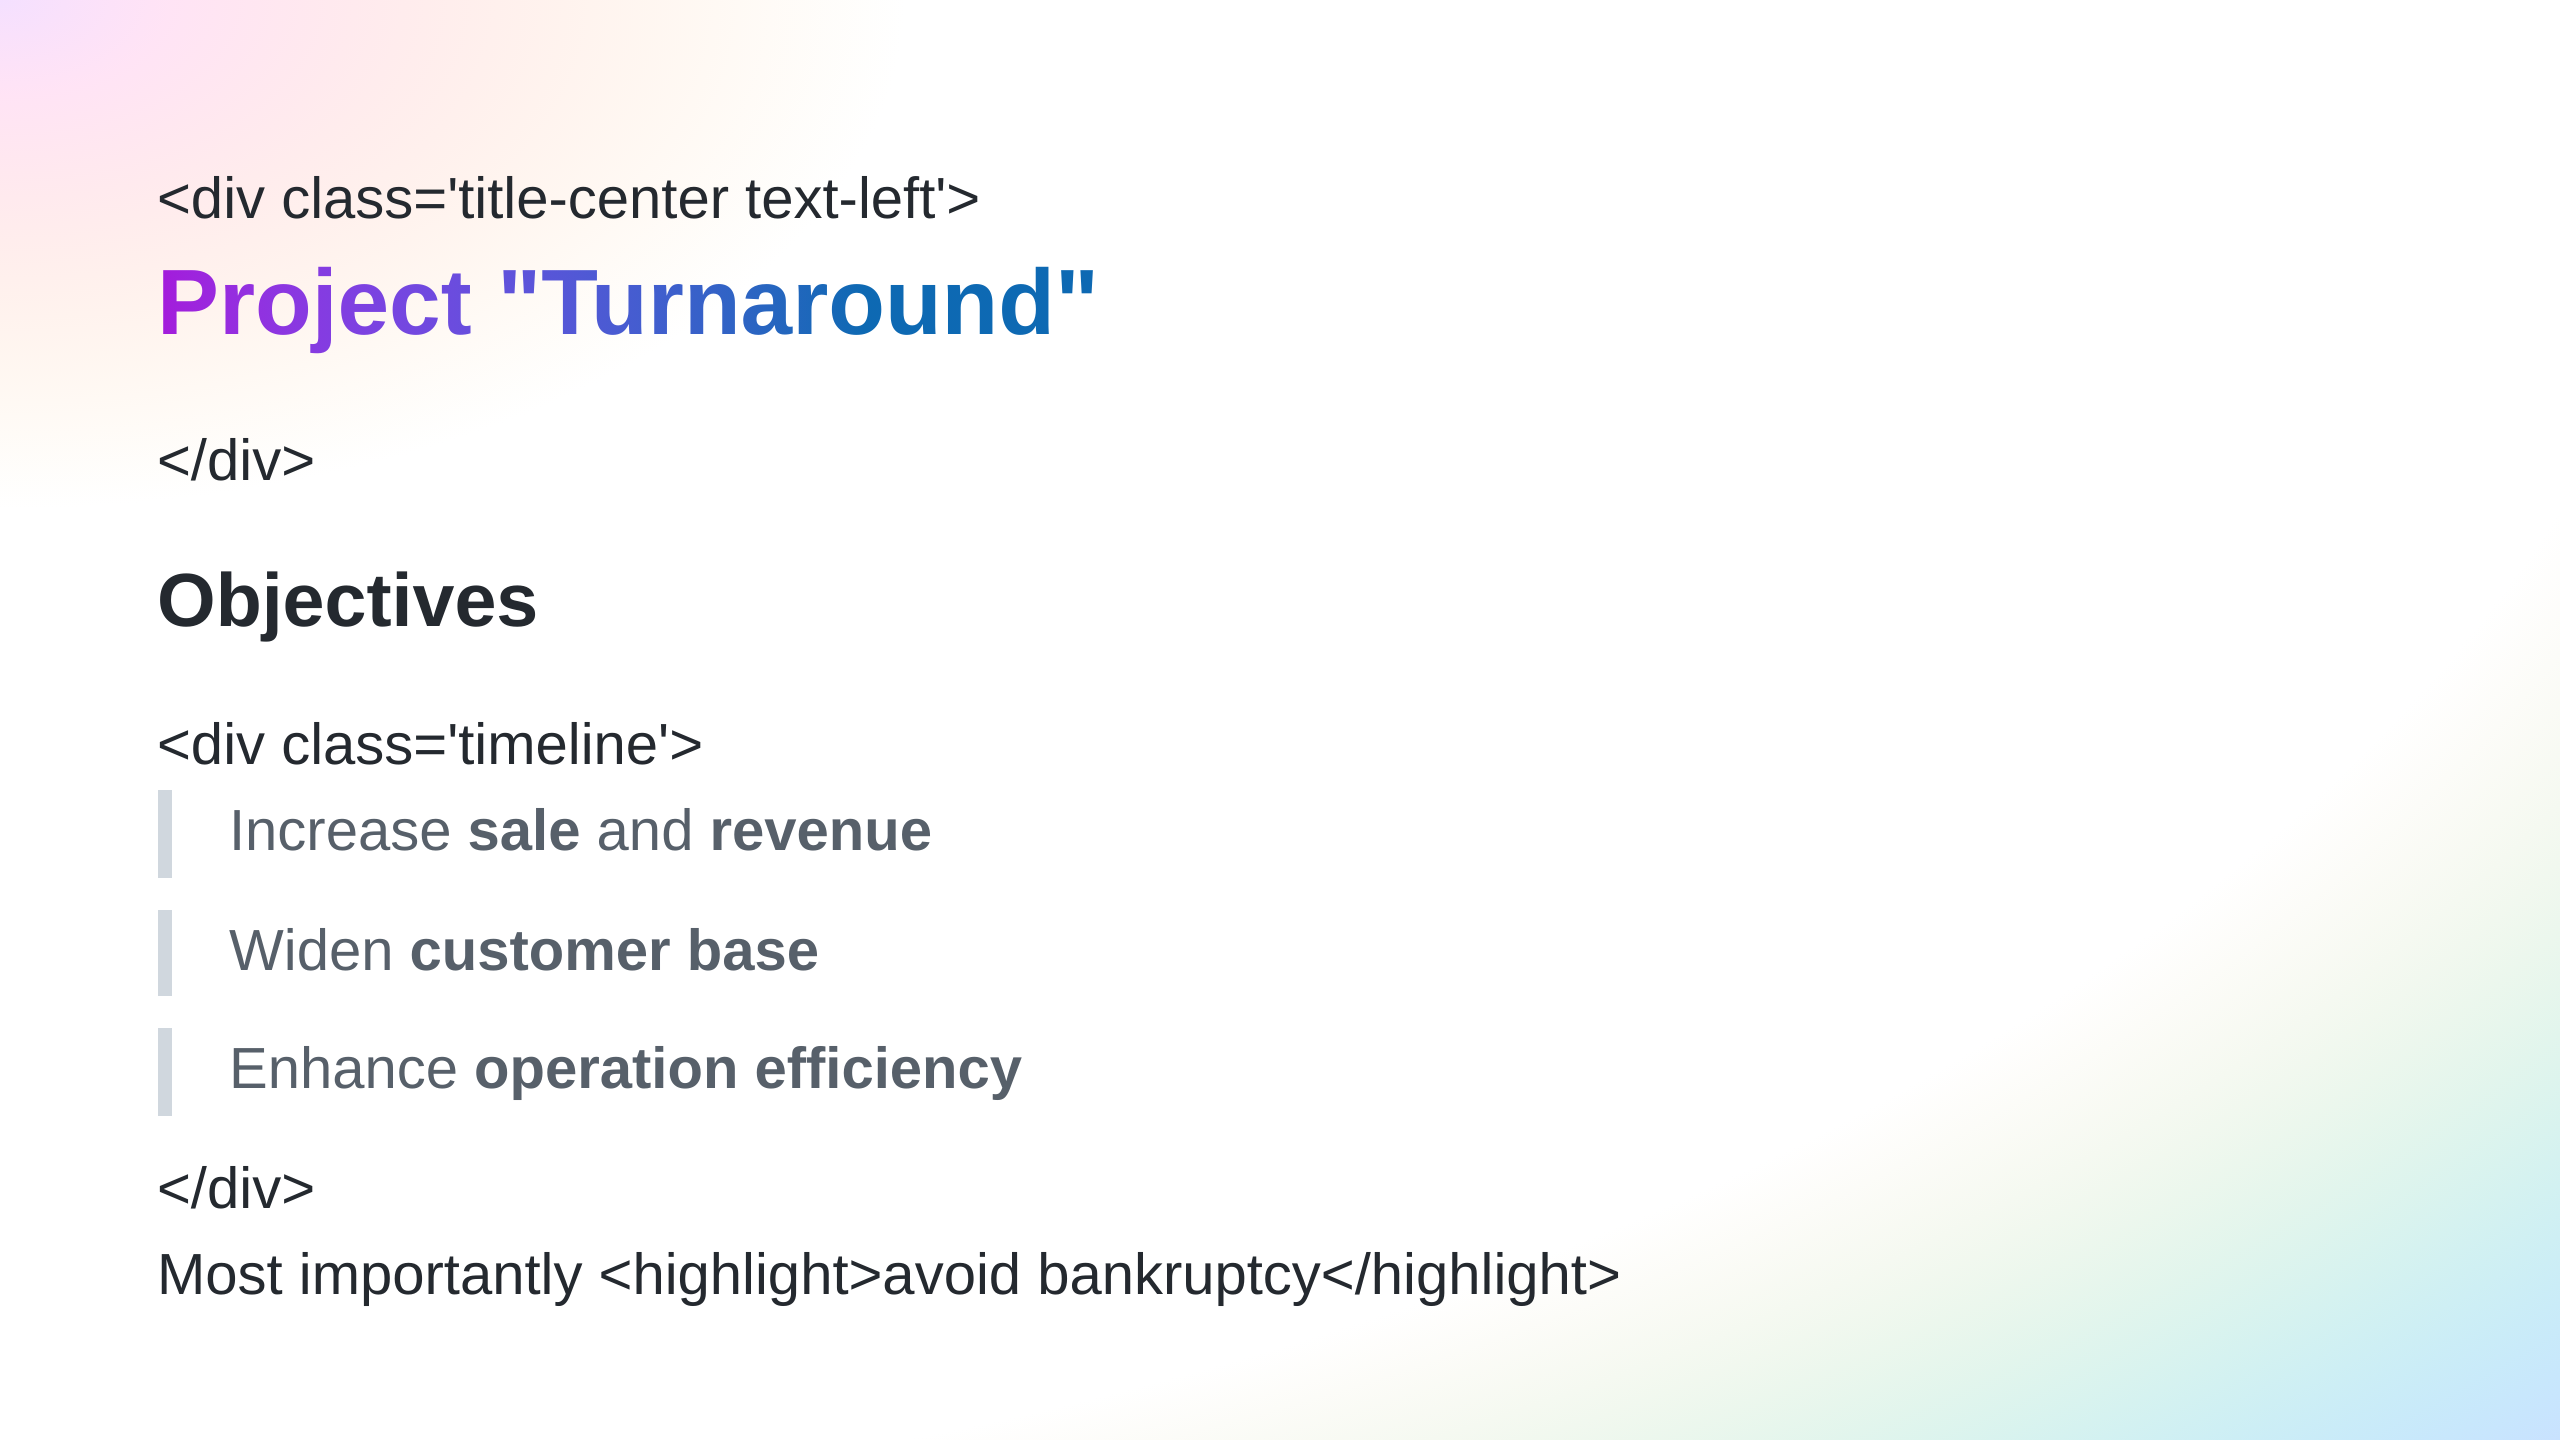 <div class='title-center text-left'>
Project "Turnaround"
</div>
Objectives
<div class='timeline'>
Increase sale and revenue
Widen customer base
Enhance operation efficiency
</div>
Most importantly <highlight>avoid bankruptcy</highlight>